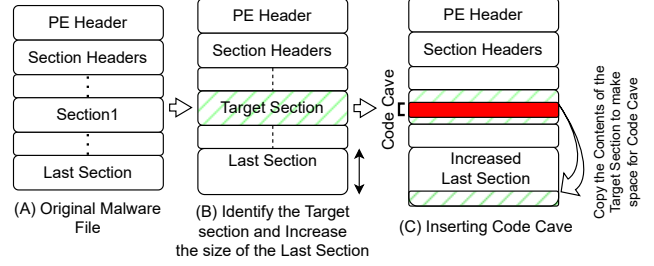 PE Header
Section Headers
Section1
Last Section
(A) Original Malware
File
PE Header
Section Headers
Target Section
Last Section
(B) Identify the Target
section and Increase
the size of the Last Section
PE Header
Section Headers
Code Cave
Increased
Last Section
(C) Inserting Code Cave
Copy the Contents of the
Target Section to make
space for Code Cave